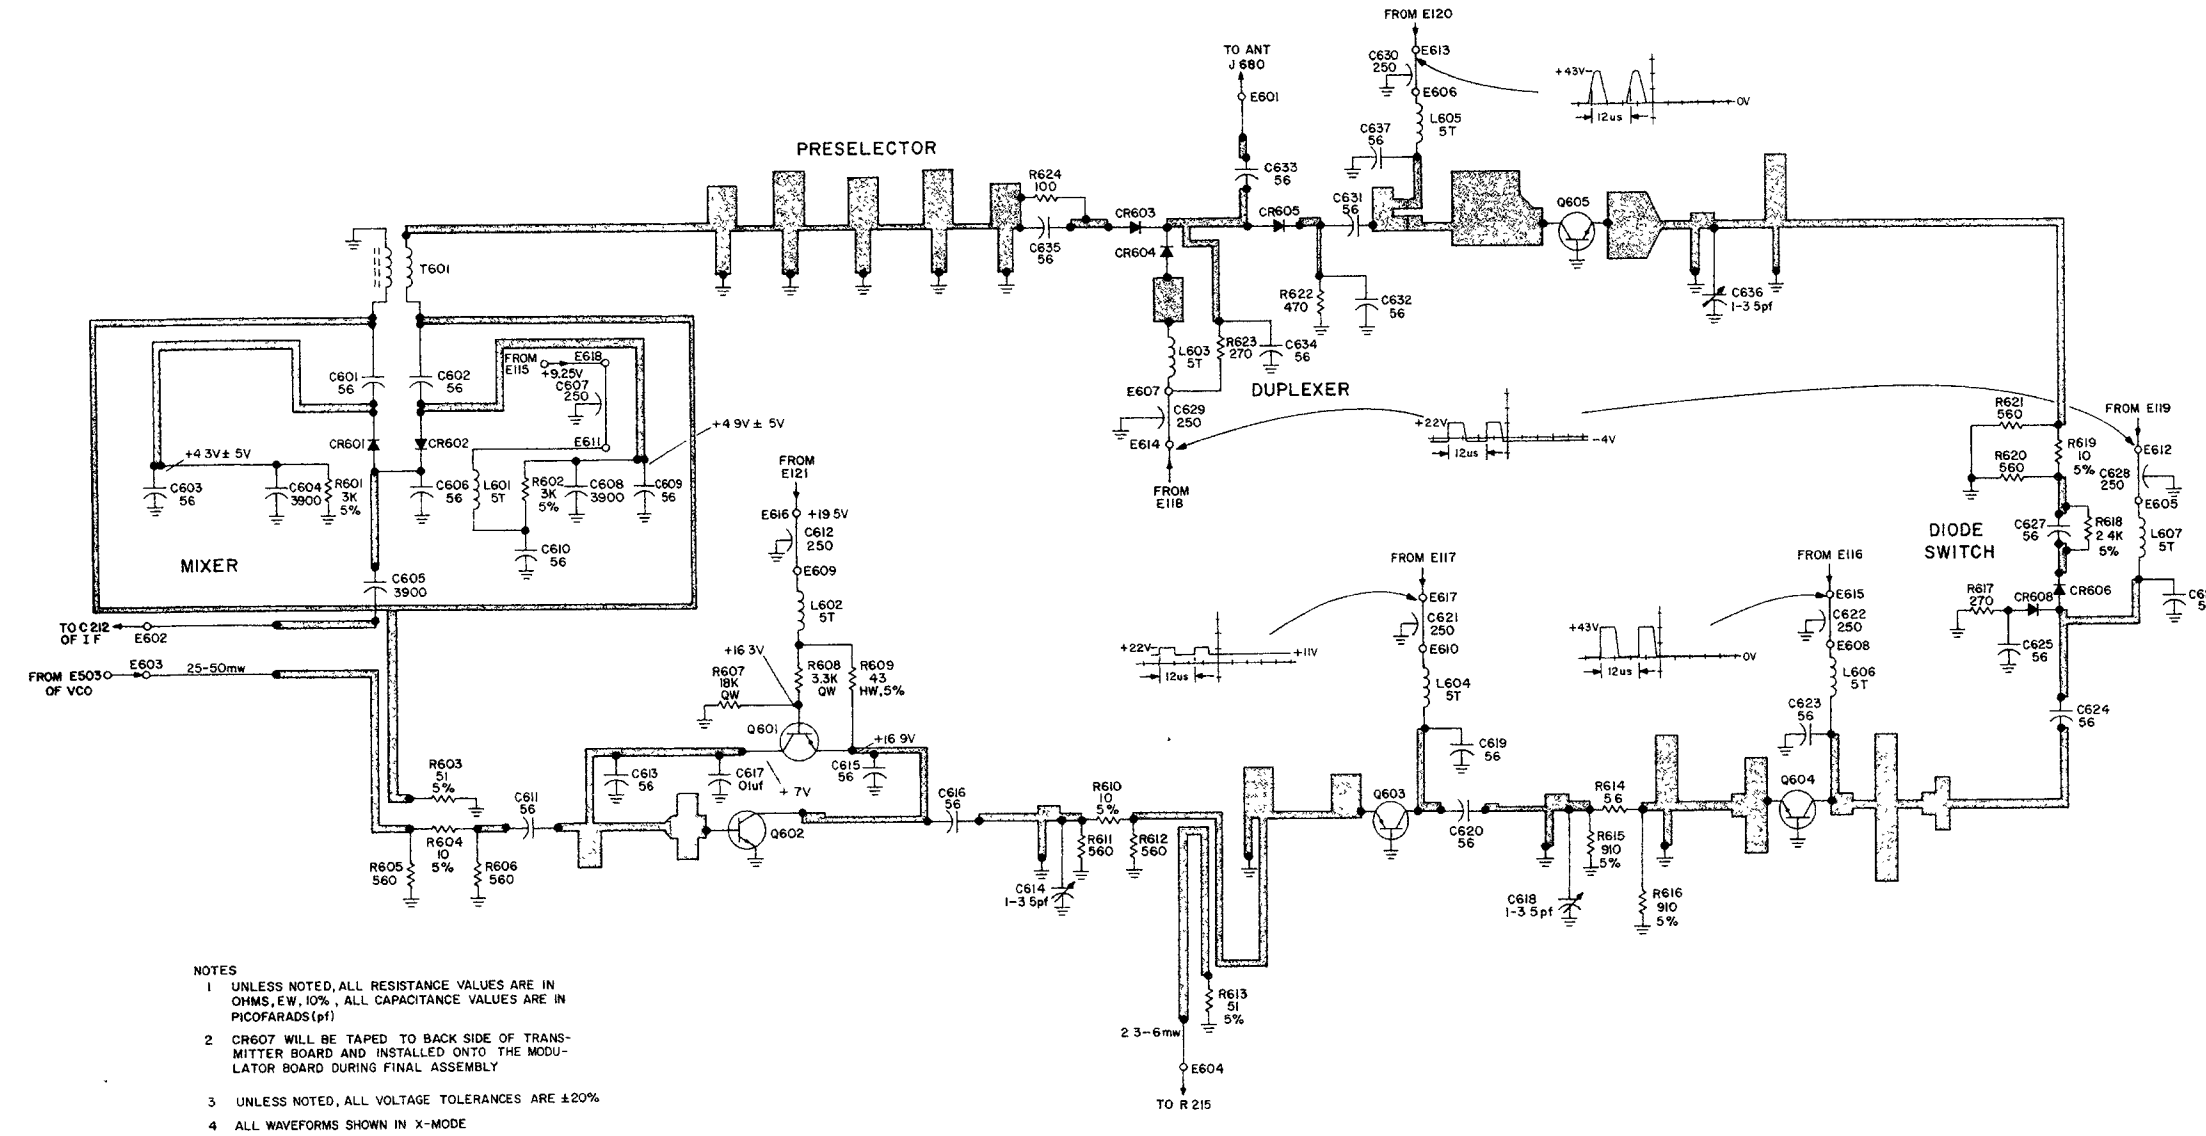 FROM E120
E613
C630
250
E606
+43V
0V
12us
TO ANT
J680
E601
L605
5T
C637
56
PRESELECTOR
R624
100
C633
56
CR603
C635
56
CR605
C631
56
Q605
CR604
T601
R622
470
C632
56
C636
1-3 5pf
L603
5T
R623
270
C634
56
E607
DUPLEXER
C629
250
E614
FROM
E118
+22V
-4V
12us
FROM
E115
E618
+9.25V
C607
250
E611
C601
56
C602
56
CR601
CR602
+4 3V± 5V
+4 9V± 5V
C603
56
C604
3900
R601
3K
5%
C606
56
L601
5T
R602
3K
5%
C608
3900
C609
56
C610
56
MIXER
C605
3900
TO C 212
OF I F
E602
FROM E503
OF VCO
E603
25-50mw
FROM
E121
E616
+19 5V
C612
250
E609
L602
5T
+16 3V
R607
18K
QW
R608
3.3K
QW
R609
43
HW, 5%
Q601
+16 9V
C613
56
C617
O1uf
C615
56
+ 7V
R603
51
5%
C611
56
R604
10
5%
R605
560
R606
560
Q602
C616
56
R610
10
5%
R611
560
R612
560
C614
1-3 5pf
R613
51
5%
2 3-6mw
E604
TO R 215
FROM E117
E617
C621
250
E610
+22V
+11V
12us
L604
5T
C619
56
Q603
C620
56
R614
56
R615
910
5%
C618
1-3 5pf
R616
910
5%
FROM E116
E615
C622
250
E608
+43V
0V
12us
L606
5T
C623
56
Q604
R621
560
R619
10
5%
R620
560
FROM E119
E612
C628
250
E605
C627
56
R618
2 4K
5%
L607
5T
DIODE
SWITCH
R617
270
CR608
CR606
C625
56
C624
56
5
NOTES
1 UNLESS NOTED, ALL RESISTANCE VALUES ARE IN
OHMS, EW, 10% , ALL CAPACITANCE VALUES ARE IN
PICOFARADS (pf)
2 CR607 WILL BE TAPED TO BACK SIDE OF TRANS-
MITTER BOARD AND INSTALLED ONTO THE MODU-
LATOR BOARD DURING FINAL ASSEMBLY
3 UNLESS NOTED, ALL VOLTAGE TOLERANCES ARE ±20%
4 ALL WAVEFORMS SHOWN IN X-MODE